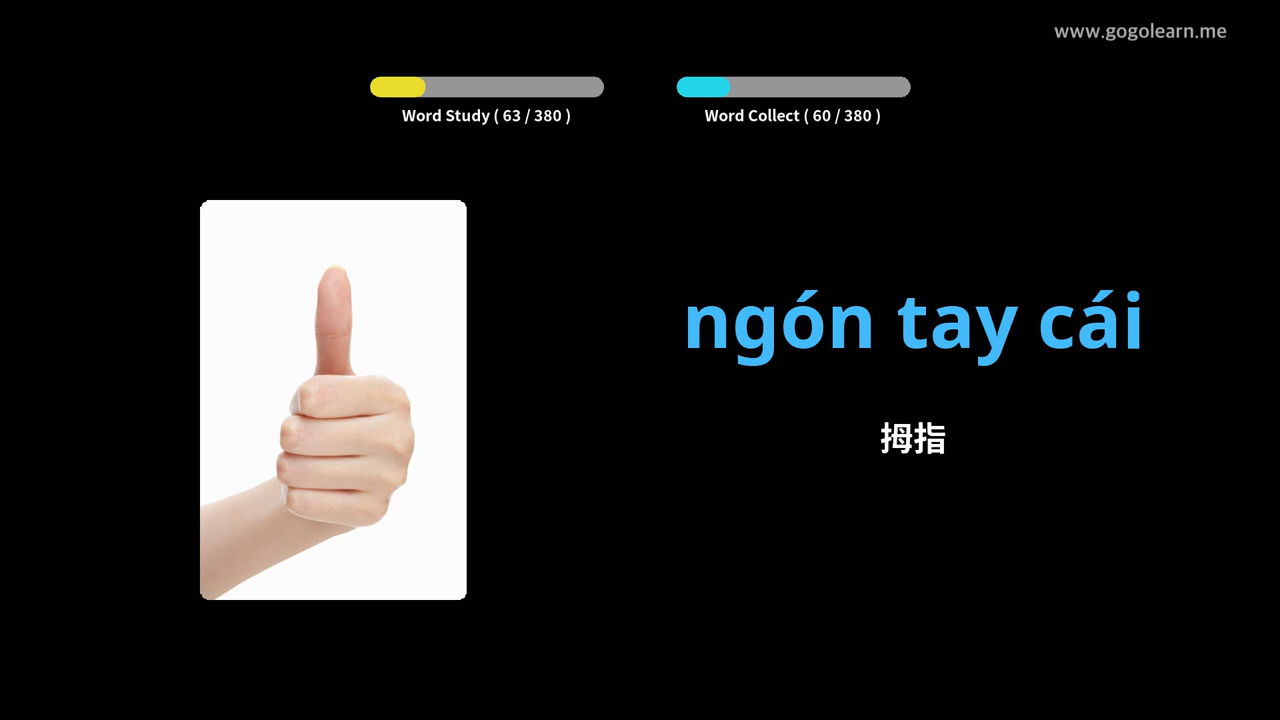 www.gogolearn.me
Word Study ( 63 / 380 )
Word Collect ( 60 / 380 )
ngón tay cái
拇指